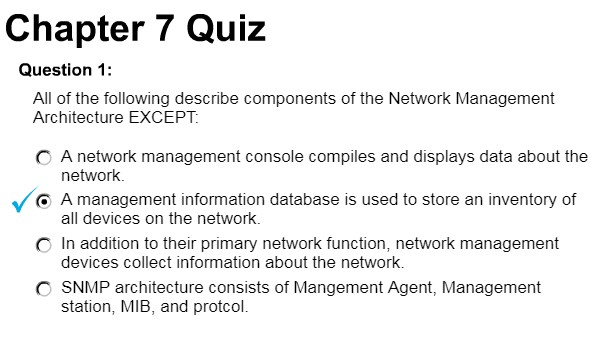 Chapter 7 Quiz
Question 1:
All of the following describe components of the Network Management
Architecture EXCEPT:
A network management console compiles and displays data about the
network.
A management information database is used to store an inventory of
all devices on the network.
In addition to their primary network function, network management
devices collect information about the network.
SNMP architecture consists of Mangement Agent, Management
station, MIB, and protcol.